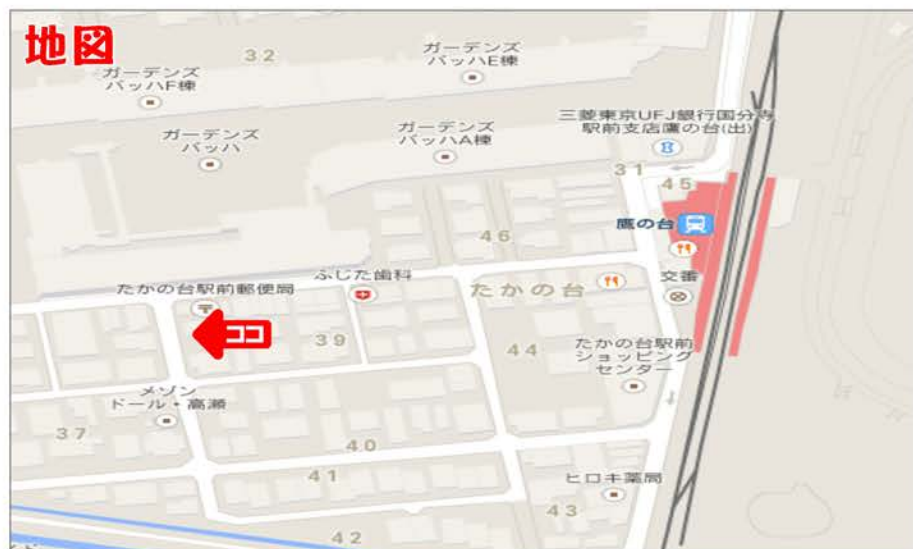 地図
32
ガーデンズ
バッハF棟
ガーデンズ
バッハE棟
ガーデンズ
バッハ
ガーデンズ
バッハA棟
三菱東京UFJ銀行国分寺
駅前支店鷹の台(出)
31
45
鷹の台
46
ふじた歯科
たかの台駅前郵便局
たかの台
交番
ココ
39
44
たかの台駅前
ショッピング
センター
メゾン
ドール・高瀬
37
40
41
ヒロキ薬局
43
42